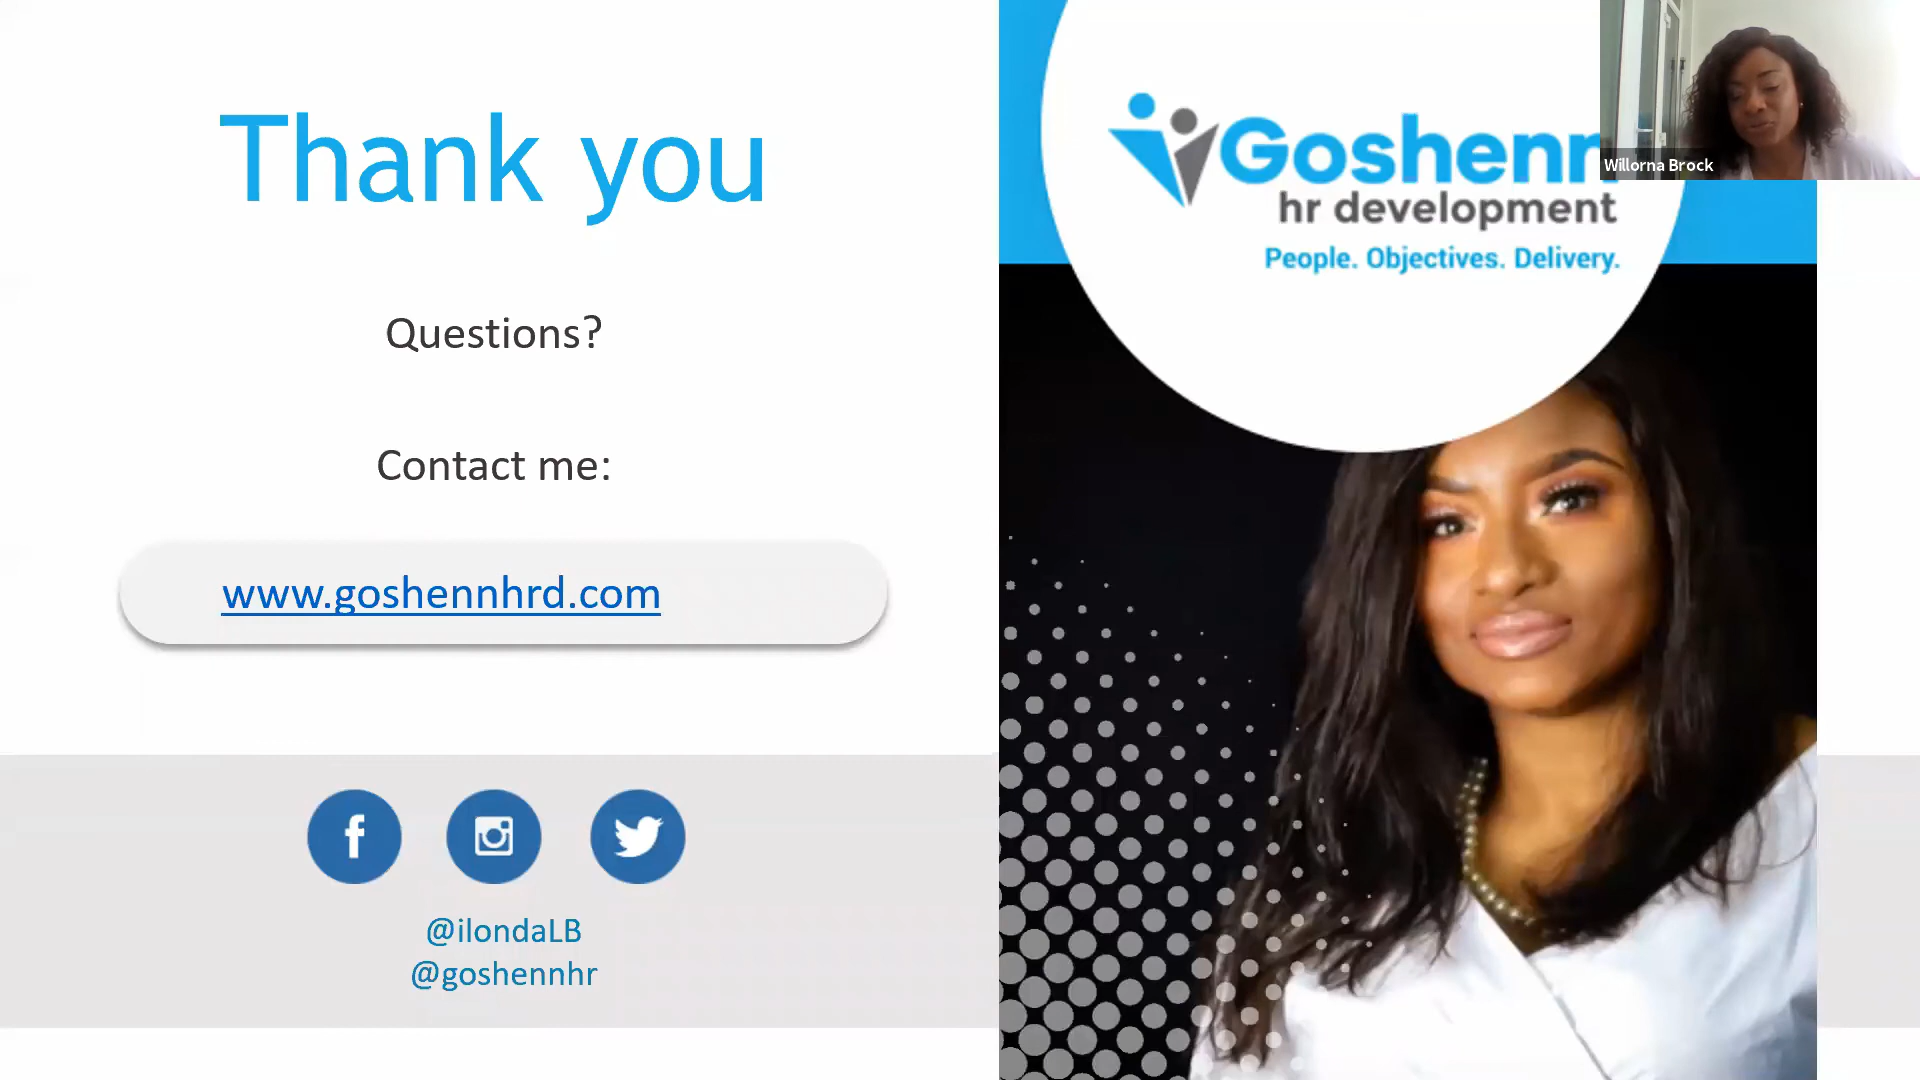 Thank you
Questions?
Contact me:
www.goshennhrd.com
@ilondaLB
@goshennhr
Goshenn
hr development
People. Objectives. Delivery.
Willorna Brock